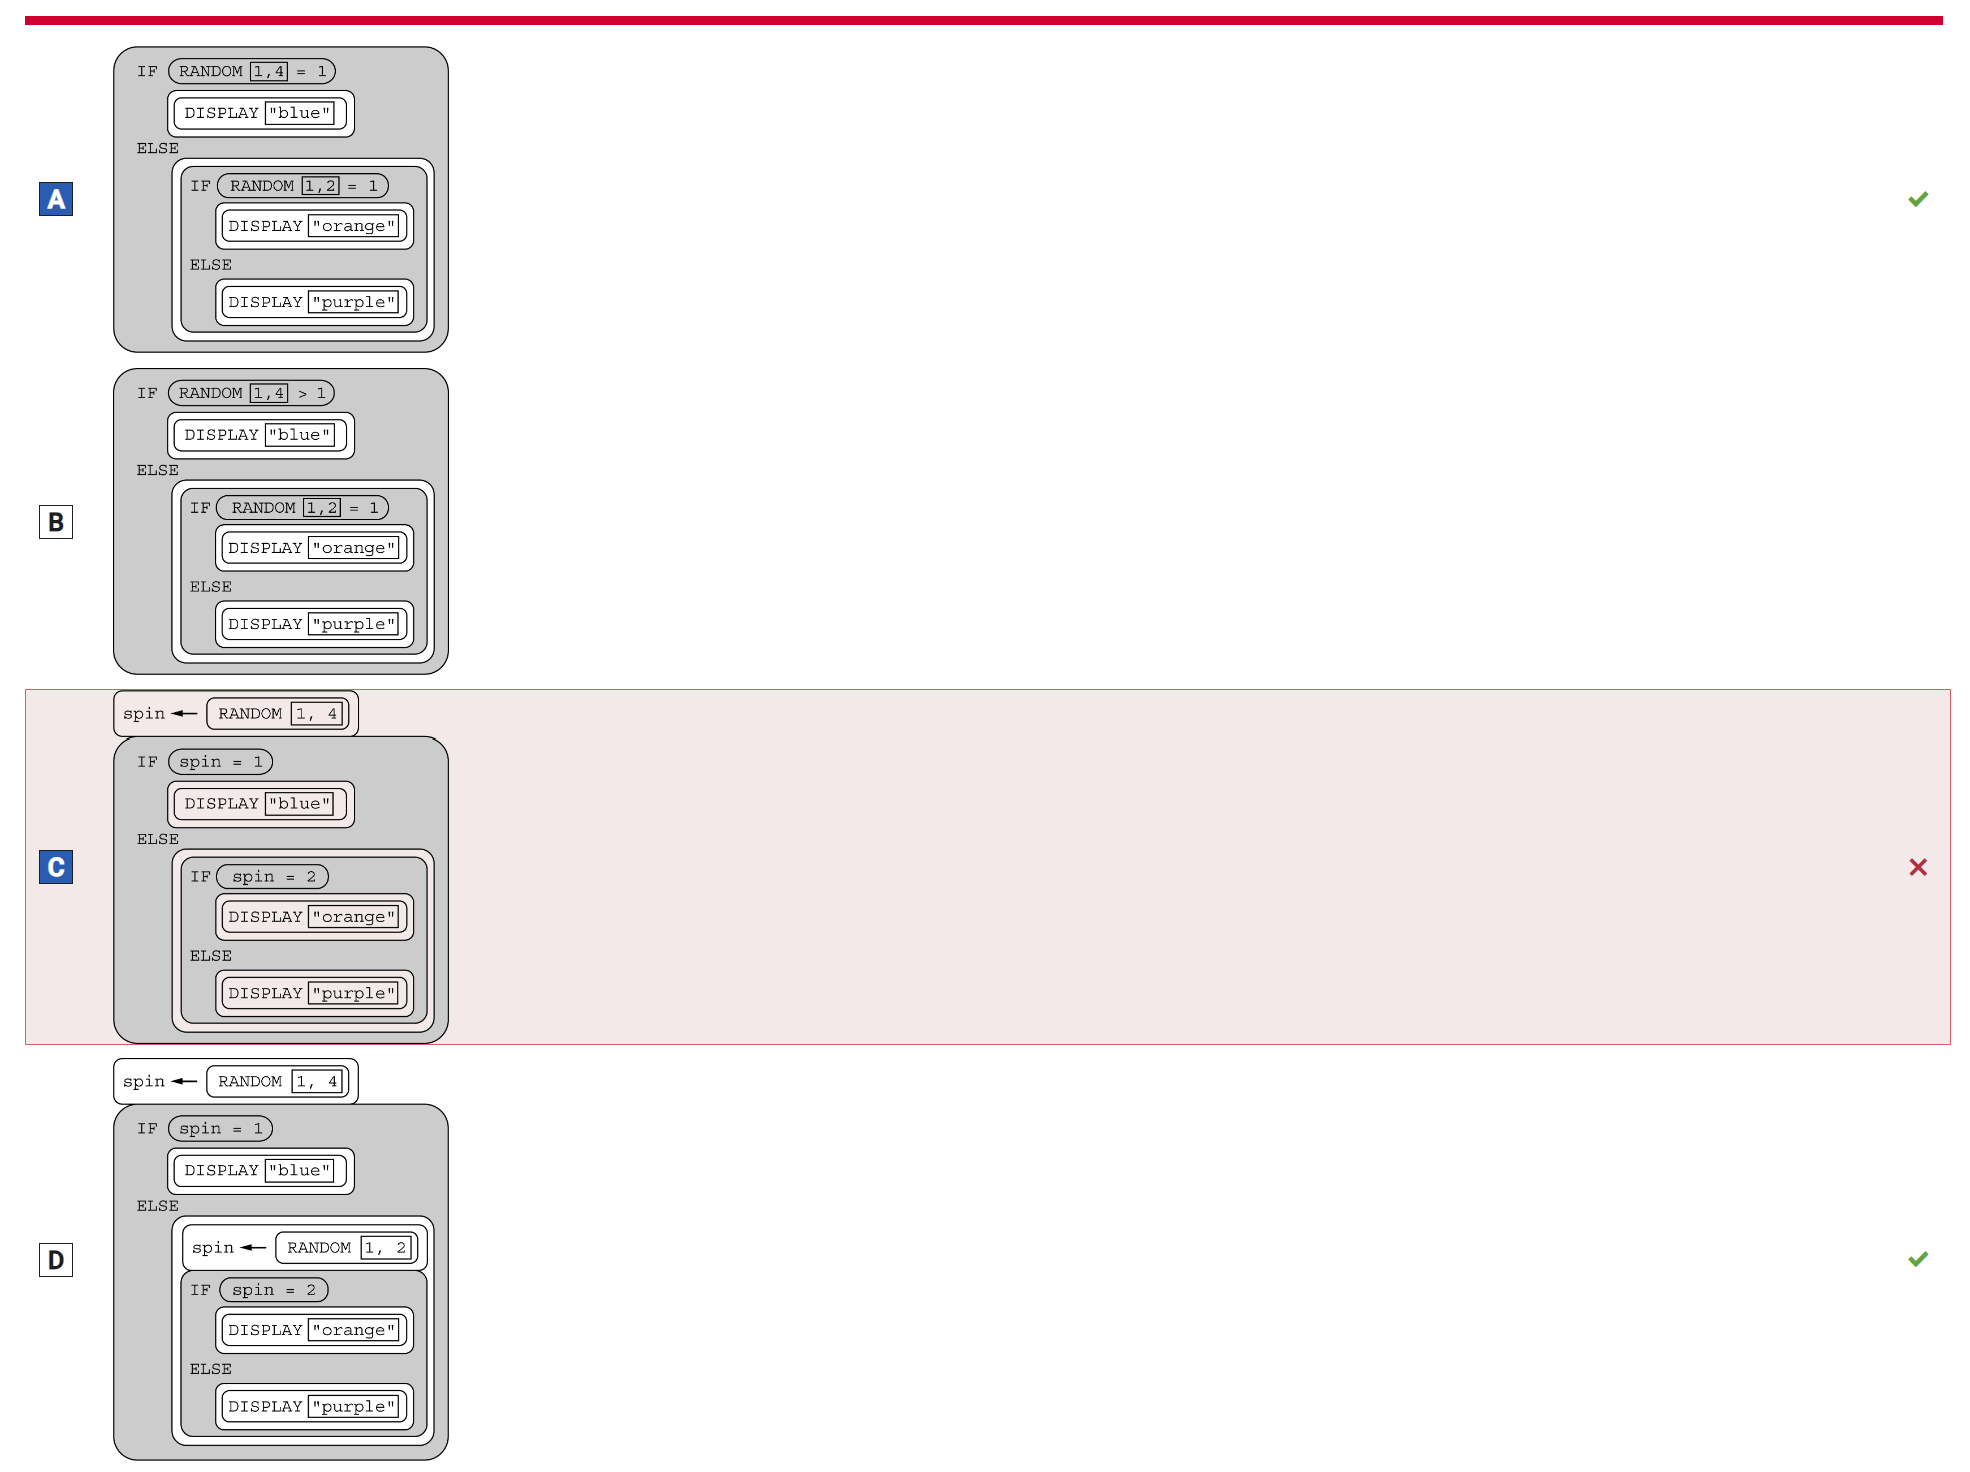 IF RANDOM 1,4 = 1
DISPLAY "blue"
ELSE
A
IF RANDOM 1,2 = 1
DISPLAY "orange"
ELSE
DISPLAY "purple"
IF RANDOM 1,4 > 1
DISPLAY "blue"
ELSE
B
IF RANDOM 1,2 = 1
DISPLAY "orange"
ELSE
DISPLAY "purple"
spin ← RANDOM 1, 4
IF spin = 1
DISPLAY "blue"
ELSE
C
IF spin = 2
DISPLAY "orange"
ELSE
DISPLAY "purple"
spin ← RANDOM 1, 4
IF spin = 1
DISPLAY "blue"
ELSE
D
spin ← RANDOM 1, 2
IF spin = 2
DISPLAY "orange"
ELSE
DISPLAY "purple"